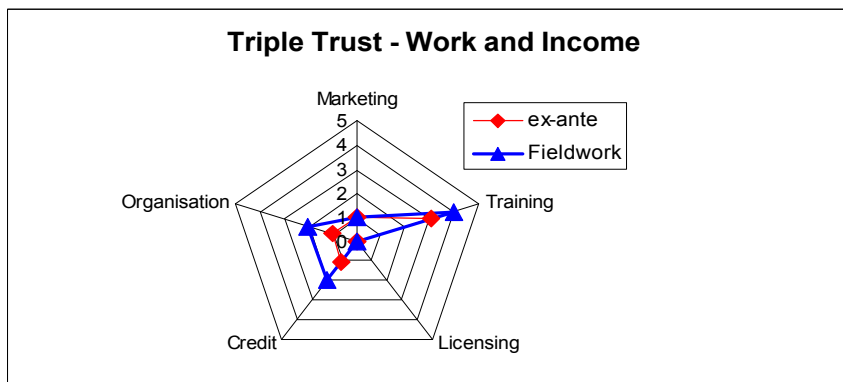 Triple Trust - Work and Income
Marketing
ex-ante
Fieldwork
5
4
3
2
1
0
Organisation
Training
Credit
Licensing